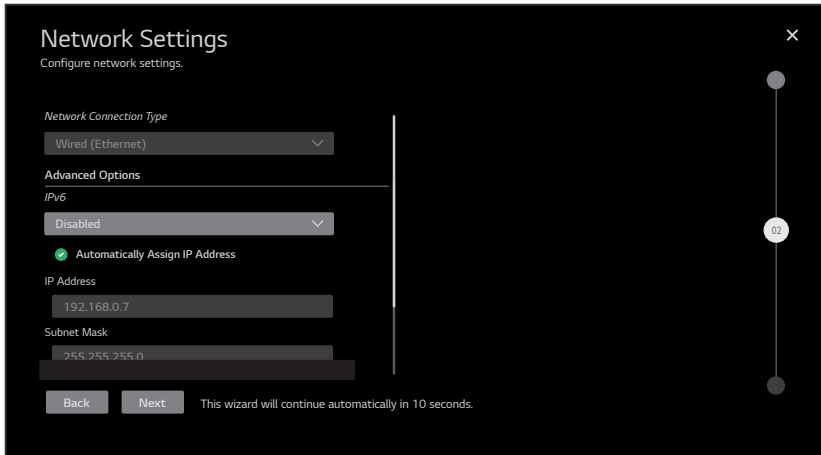 Network Settings
Configure network settings.
Network Connection Type
Wired (Ethernet)
Advanced Options
IPv6
Disabled
Automatically Assign IP Address
IP Address
192.168.0.7
Subnet Mask
255.255.255.0
02
Back Next This wizard will continue automatically in 10 seconds.